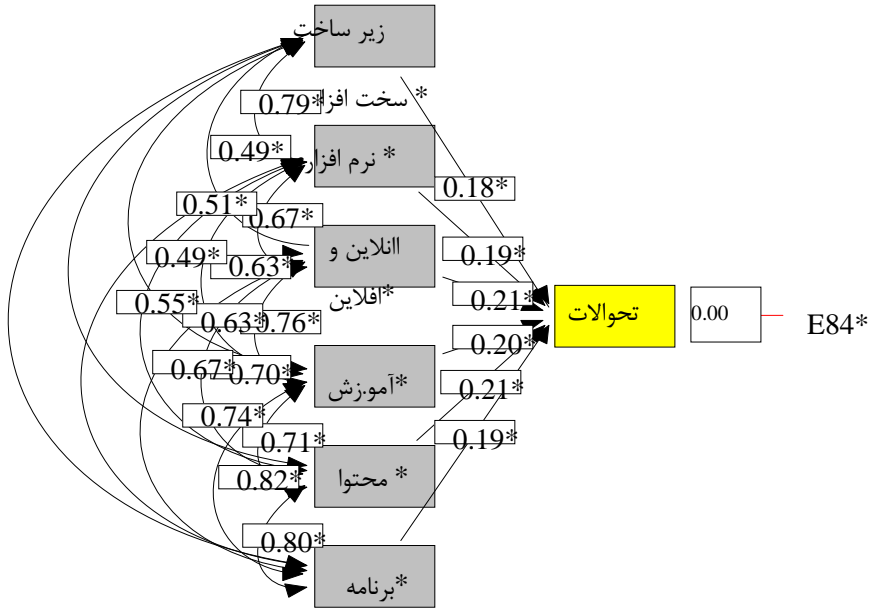 زیر ساخت
0.79*
سخت افزار *
0.49*
نرم افزار *
0.18*
0.51*
0.67*
اانلاین و
0.19*
0.49*
0.63*
افلاین*
0.21*
0.55*
0.63*
0.76*
تحوالات
0.00
E84*
0.20*
0.67*
0.70*
آموزش*
0.21*
0.74*
0.71*
0.19*
0.82*
محتوا *
0.80*
برنامه*